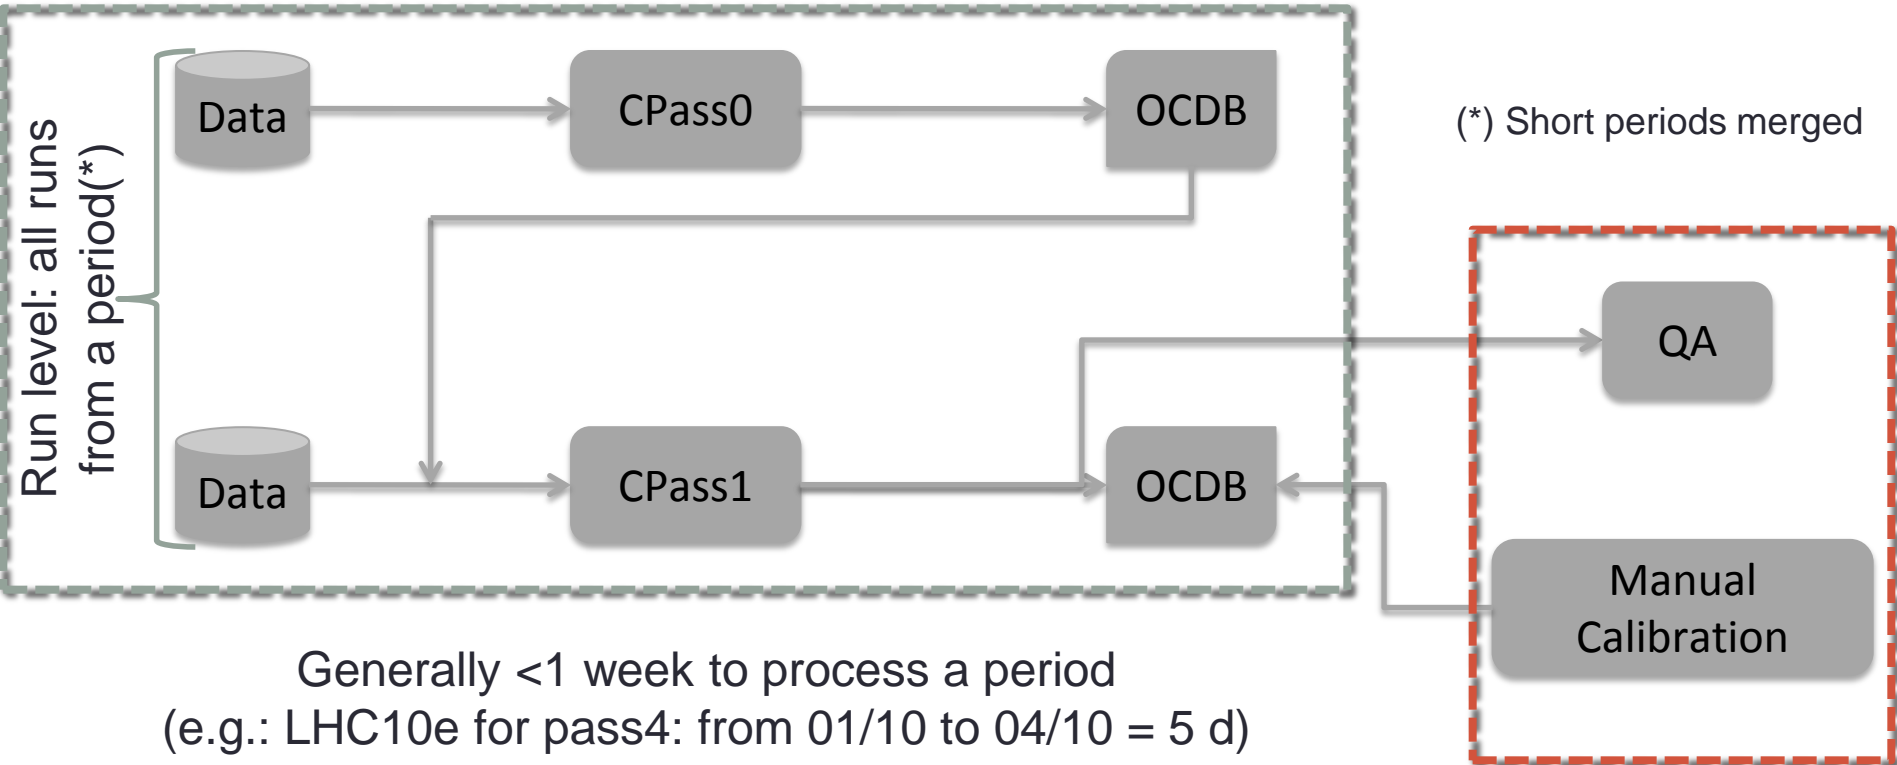 Run level: all runs
from a period(*)
Data
CPass0
OCDB
(*) Short periods merged
QA
Data
CPass1
OCDB
Manual
Calibration
Generally <1 week to process a period
(e.g.: LHC10e for pass4: from 01/10 to 04/10 = 5 d)